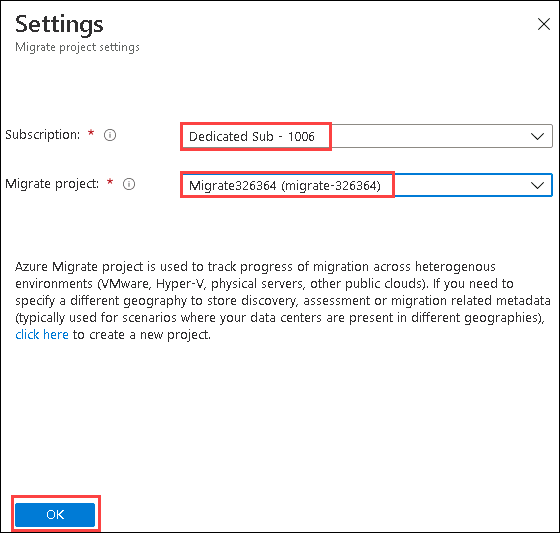 Settings
Migrate project settings
Subscription: *
Dedicated Sub - 1006
Migrate project: *
Migrate326364 (migrate-326364)
Azure Migrate project is used to track progress of migration across heterogenous
environments (VMware, Hyper-V, physical servers, other public clouds). If you need to
specify a different geography to store discovery, assessment or migration related metadata
(typically used for scenarios where your data centers are present in different geographies),
click here to create a new project.
OK